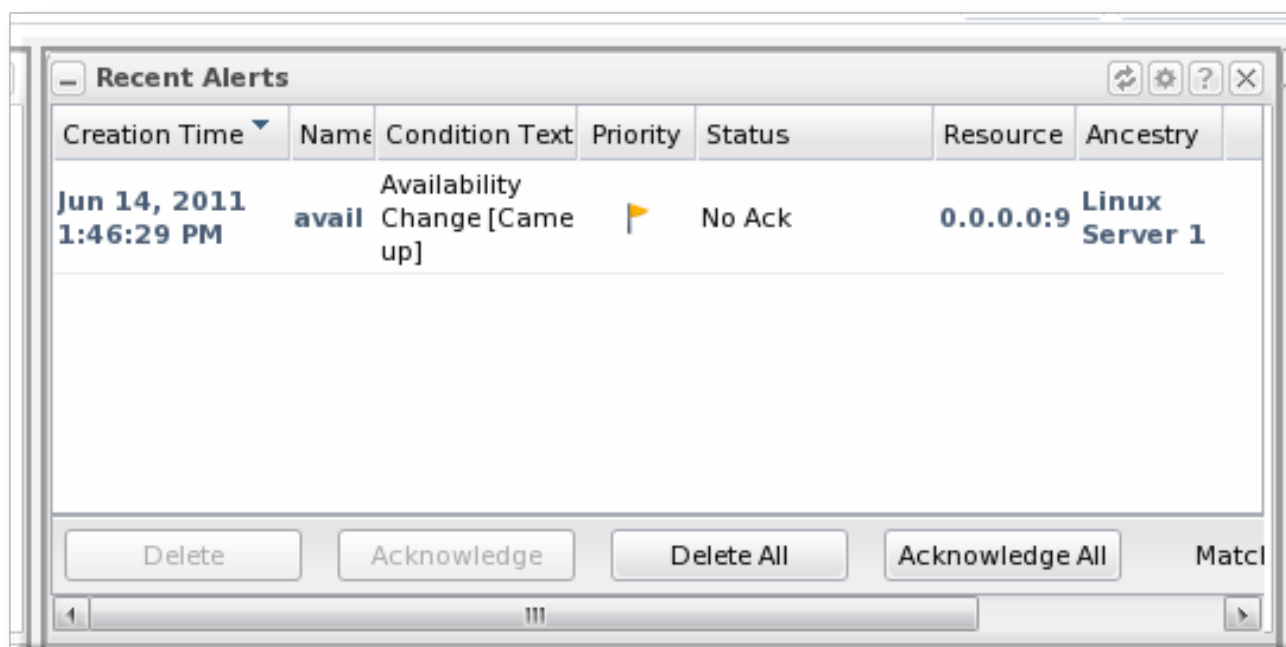 Recent Alerts
Creation Time Name Condition Text Priority Status Resource Ancestry
Jun 14, 2011
1:46:29 PM
avail
Availability
Change [Came
up]
No Ack
0.0.0.0:9
Linux
Server 1
Delete Acknowledge Delete All Acknowledge All